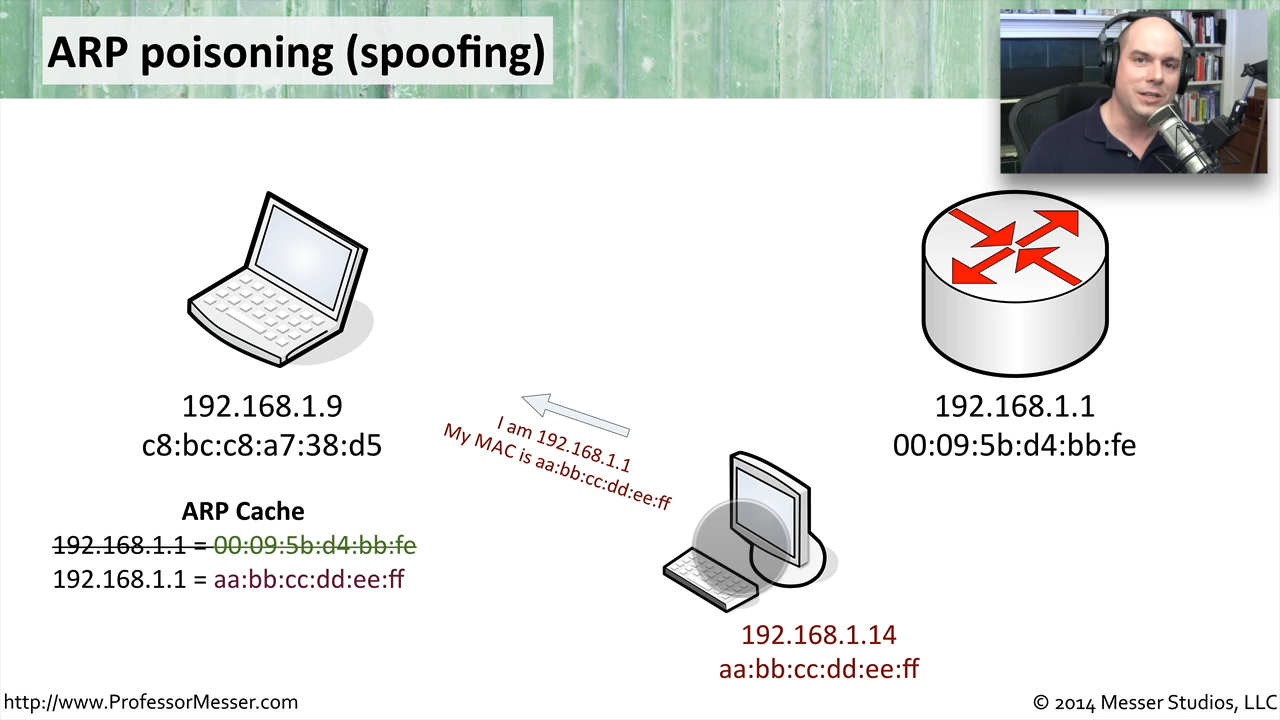 ARP poisoning (spoofing)
192.168.1.9
c8:bc:c8:a7:38:d5
192.168.1.1
00:09:5b:d4:bb:fe
I am 192.168.1.1
My MAC is aa:bb:cc:dd:ee:ff
ARP Cache
192.168.1.1 = 00:09:5b:d4:bb:fe
192.168.1.1 = aa:bb:cc:dd:ee:ff
192.168.1.14
aa:bb:cc:dd:ee:ff
http://www.ProfessorMesser.com
© 2014 Messer Studios, LLC